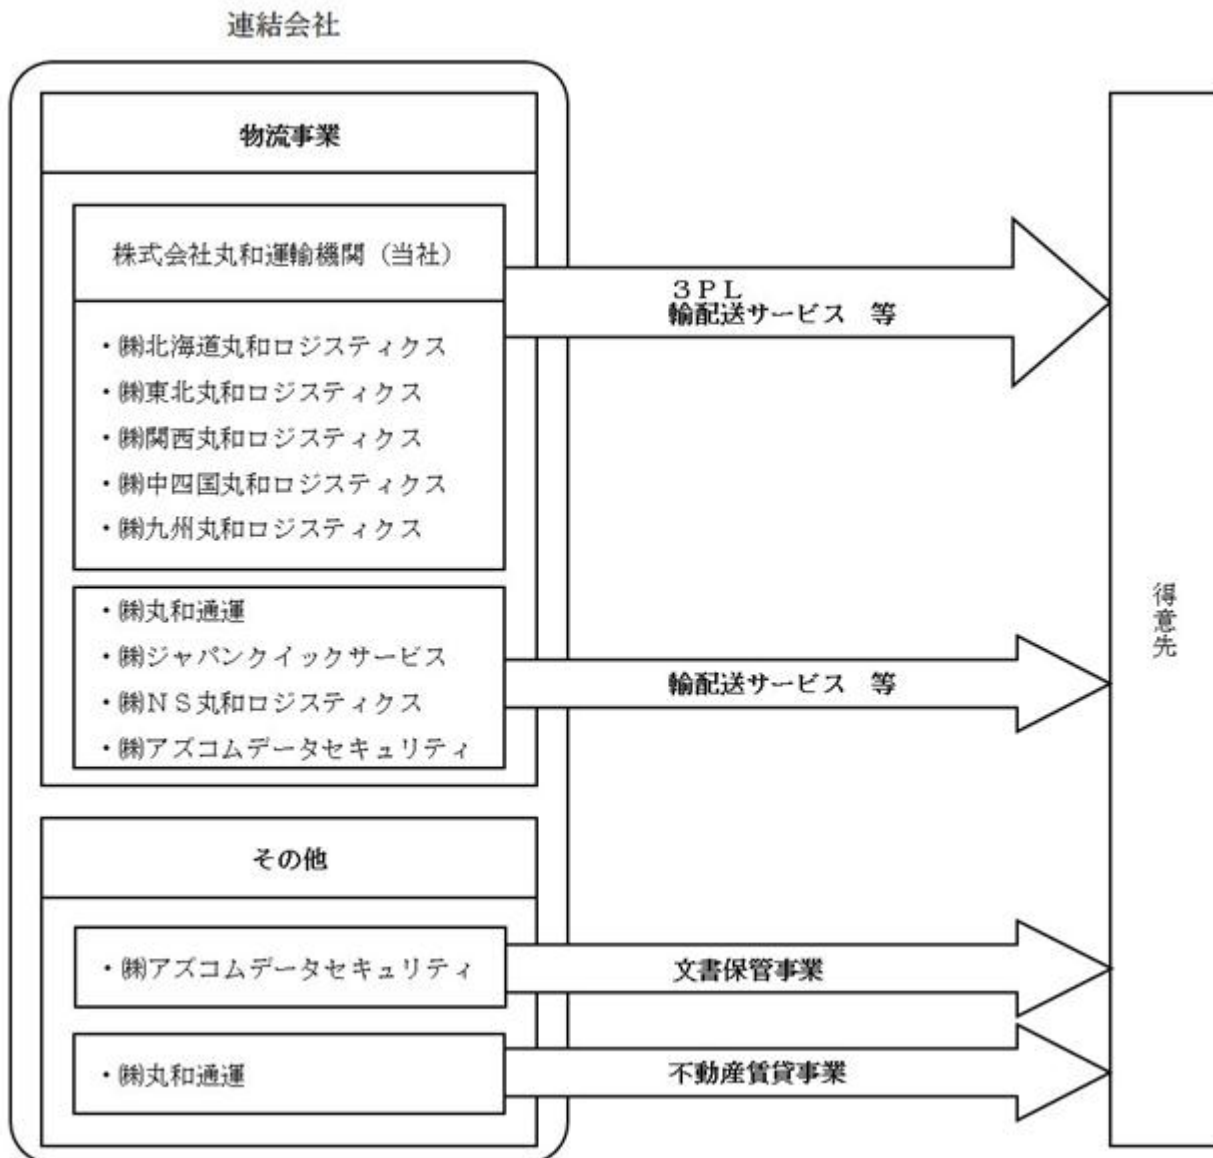 連結会社
物流事業
株式会社丸和運輸機関（当社）
・㈱北海道丸和ロジスティクス
・㈱東北丸和ロジスティクス
・㈱関西丸和ロジスティクス
・㈱中四国丸和ロジスティクス
・㈱九州丸和ロジスティクス
３ＰＬ
輸配送サービス　等
・㈱丸和通運
・㈱ジャパンクイックサービス
・㈱ＮＳ丸和ロジスティクス
・㈱アズコムデータセキュリティ
輸配送サービス　等
その他
・㈱アズコムデータセキュリティ
文書保管事業
・㈱丸和通運
不動産賃貸事業
得意先